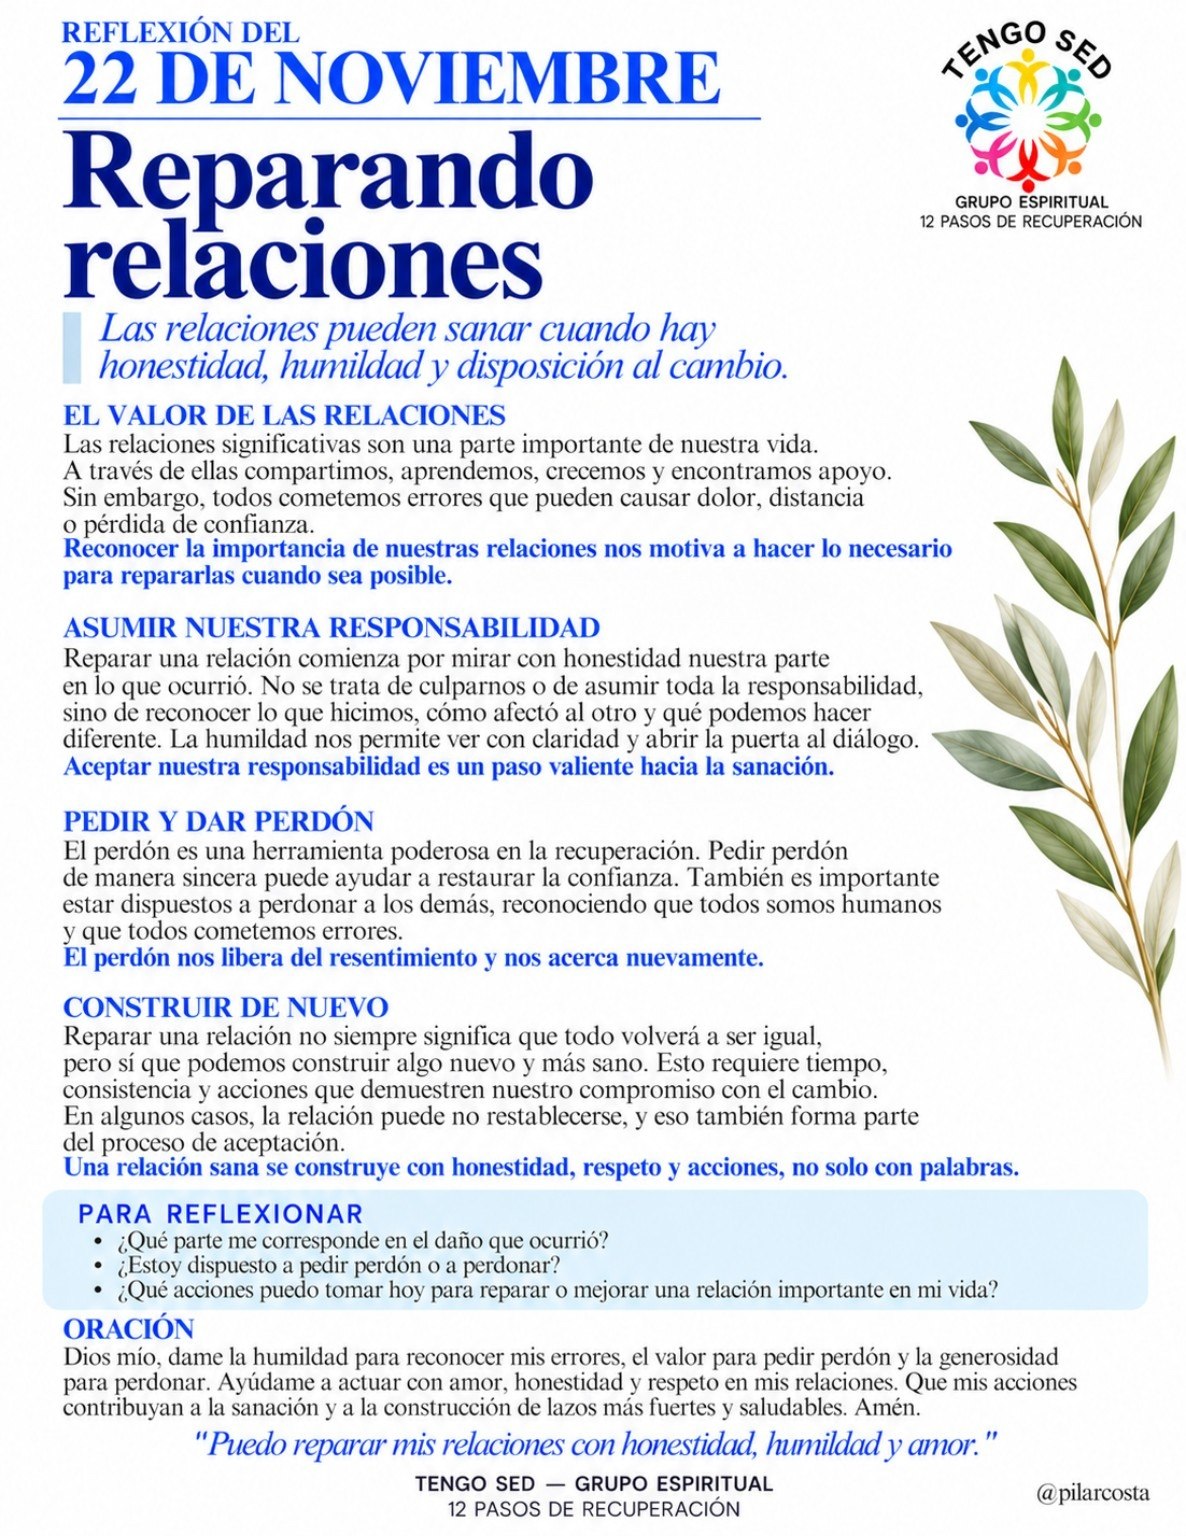 REFLEXIÓN DEL
22 DE NOVIEMBRE
TENGO SED
GRUPO ESPIRITUAL
12 PASOS DE RECUPERACIÓN
Reparando
relaciones
Las relaciones pueden sanar cuando hay
honestidad, humildad y disposición al cambio.
EL VALOR DE LAS RELACIONES
Las relaciones significativas son una parte importante de nuestra vida.
A través de ellas compartimos, aprendemos, crecemos y encontramos apoyo.
Sin embargo, todos cometemos errores que pueden causar dolor, distancia
o pérdida de confianza.
Reconocer la importancia de nuestras relaciones nos motiva a hacer lo necesario
para repararlas cuando sea posible.
ASUMIR NUESTRA RESPONSABILIDAD
Reparar una relación comienza por mirar con honestidad nuestra parte
en lo que ocurrió. No se trata de culparnos o de asumir toda la responsabilidad,
sino de reconocer lo que hicimos, cómo afectó al otro y qué podemos hacer
diferente. La humildad nos permite ver con claridad y abrir la puerta al diálogo.
Aceptar nuestra responsabilidad es un paso valiente hacia la sanación.
PEDIR Y DAR PERDÓN
El perdón es una herramienta poderosa en la recuperación. Pedir perdón
de manera sincera puede ayudar a restaurar la confianza. También es importante
estar dispuestos a perdonar a los demás, reconociendo que todos somos humanos
y que todos cometemos errores.
El perdón nos libera del resentimiento y nos acerca nuevamente.
CONSTRUIR DE NUEVO
Reparar una relación no siempre significa que todo volverá a ser igual,
pero sí que podemos construir algo nuevo y más sano. Esto requiere tiempo,
consistencia y acciones que demuestren nuestro compromiso con el cambio.
En algunos casos, la relación puede no restablecerse, y eso también forma parte
del proceso de aceptación.
Una relación sana se construye con honestidad, respeto y acciones, no solo con palabras.
PARA REFLEXIONAR
• ¿Qué parte me corresponde en el daño que ocurrió?
• ¿Estoy dispuesto a pedir perdón o a perdonar?
• ¿Qué acciones puedo tomar hoy para reparar o mejorar una relación importante en mi vida?
ORACIÓN
Dios mío, dame la humildad para reconocer mis errores, el valor para pedir perdón y la generosidad
para perdonar. Ayúdame a actuar con amor, honestidad y respeto en mis relaciones. Que mis acciones
contribuyan a la sanación y a la construcción de lazos más fuertes y saludables. Amén.
"Puedo reparar mis relaciones con honestidad, humildad y amor."
TENGO SED — GRUPO ESPIRITUAL
12 PASOS DE RECUPERACIÓN
@pilarcosta